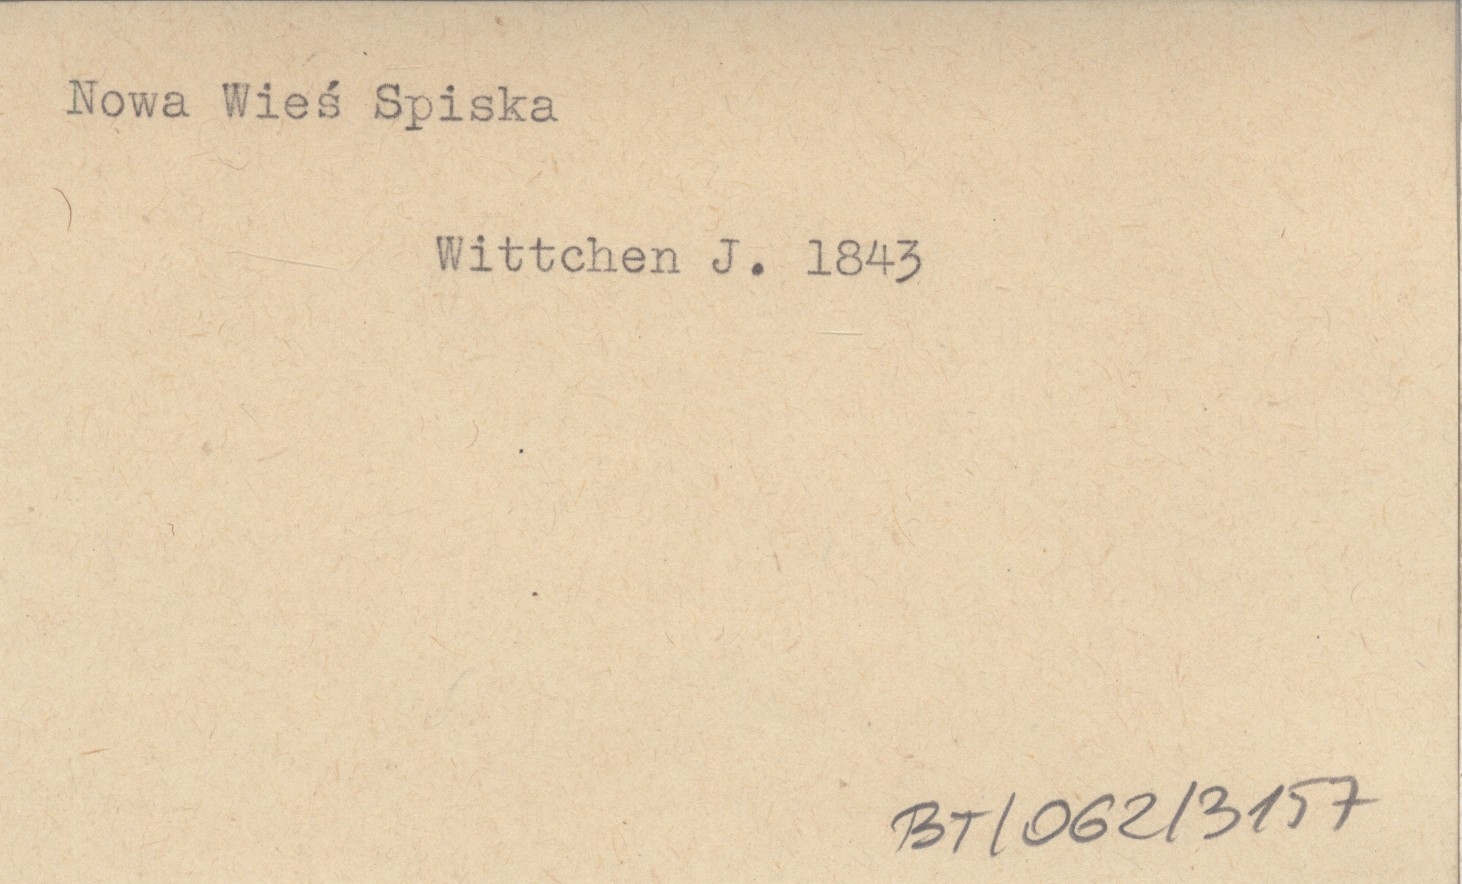 Nowa Wieś Spiska
Wittchen J. 1843
BT/062/3157